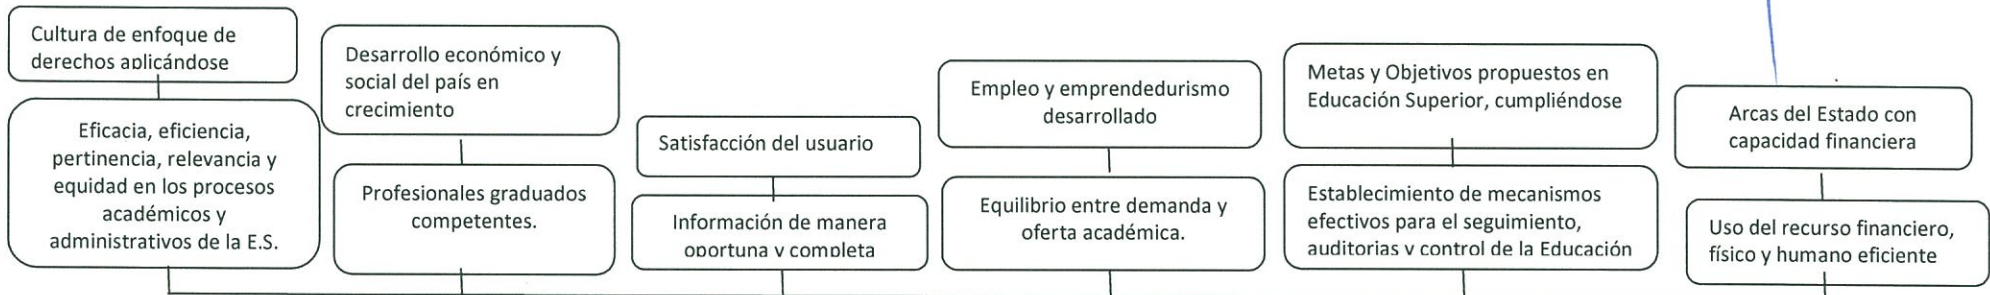 Cultura de enfoque de
derechos aplicándose
Eficacia, eficiencia,
pertinencia, relevancia y
equidad en los procesos
académicos y
administrativos de la E.S.
Desarrollo económico y
social del país en
crecimiento
Profesionales graduados
competentes.
Satisfacción del usuario
Información de manera
oportuna y completa
Empleo y emprendedurismo
desarrollado
Equilibrio entre demanda y
oferta académica.
Metas y Objetivos propuestos en
Educación Superior, cumpliéndose
Establecimiento de mecanismos
efectivos para el seguimiento,
auditorias y control de la Educación
Arcas del Estado con
capacidad financiera
Uso del recurso financiero,
físico y humano eficiente